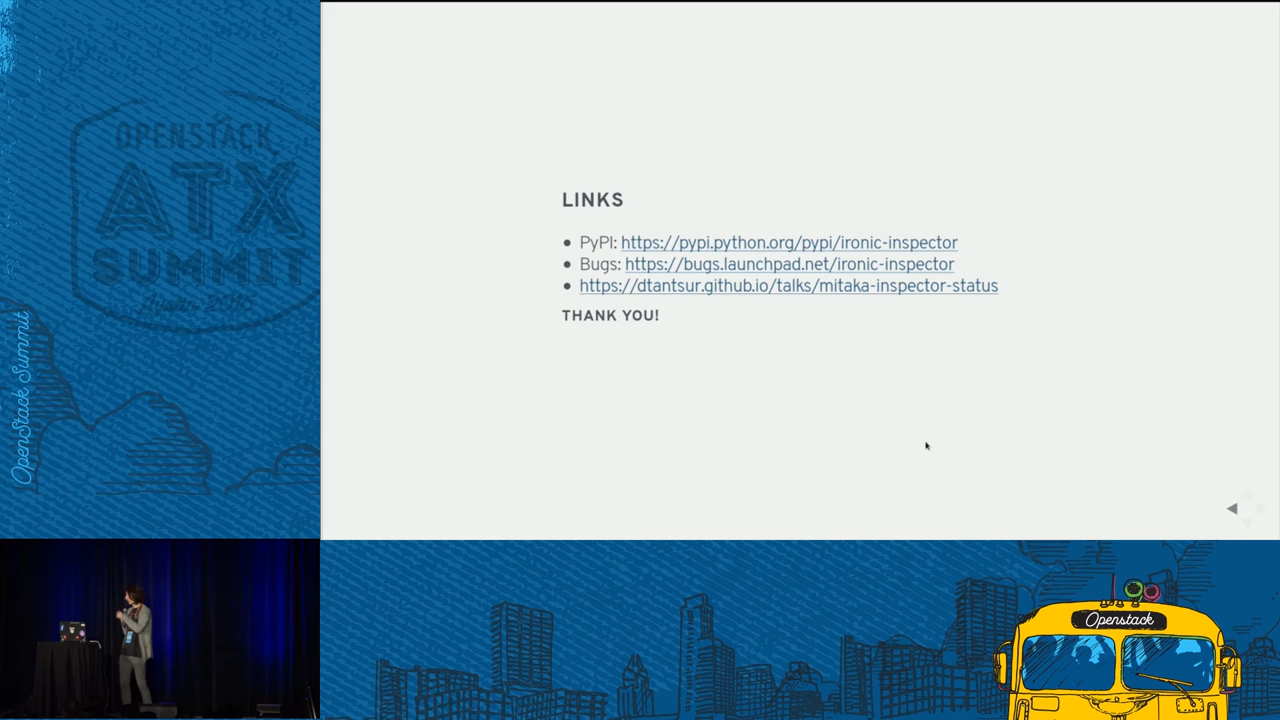 OPENSTACK
ATX
SUMMIT
Austin
OpenStack Summit
LINKS
• PyPI: https://pypi.python.org/pypi/ironic-inspector
• Bugs: https://bugs.launchpad.net/ironic-inspector
• https://dtantsur.github.io/talks/mitaka-inspector-status
THANK YOU!
Openstack